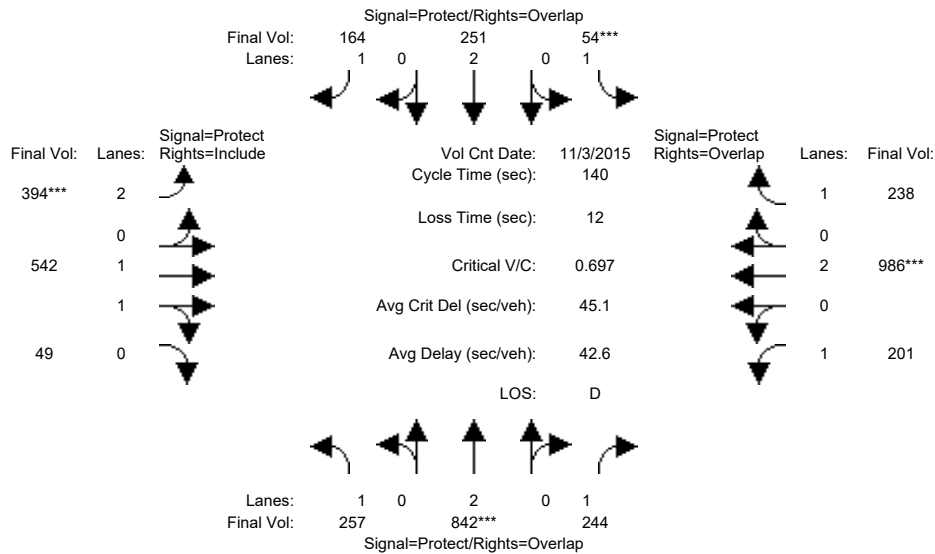 Signal=Protect/Rights=Overlap
Final Vol: 164 251 54***
Lanes: 1 0 2 0 1
Signal=Protect
Final Vol: Lanes: Rights=Include
Vol Cnt Date: 11/3/2015
Signal=Protect
Rights=Overlap Lanes: Final Vol:
Cycle Time (sec): 140
394*** 2
1 238
Loss Time (sec): 12
0
0
542 1
Critical V/C: 0.697
2 986***
1
Avg Crit Del (sec/veh): 45.1
0
49 0
Avg Delay (sec/veh): 42.6
1 201
LOS: D
Lanes: 1 0 2 0 1
Final Vol: 257 842*** 244
Signal=Protect/Rights=Overlap